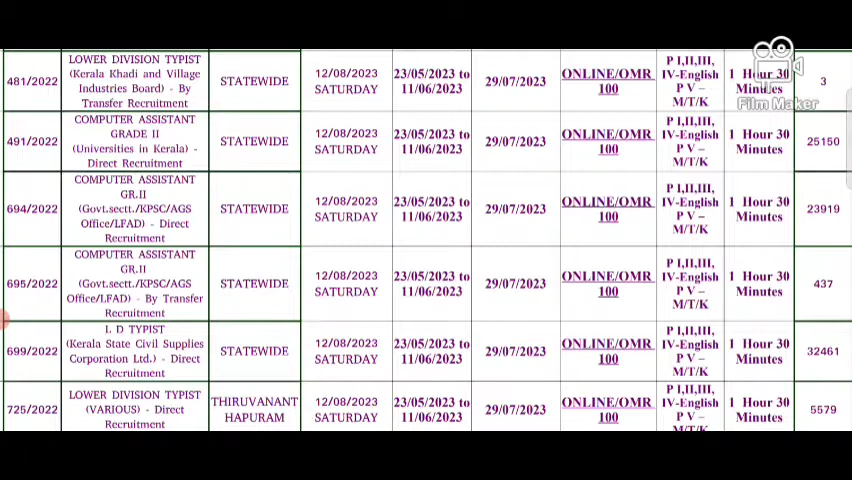 481/2022
LOWER DIVISION TYPIST
(Kerala Khadi and Village
Industries Board) - By
Transfer Recruitment
STATEWIDE
12/08/2023
SATURDAY
23/05/2023 to
11/06/2023
29/07/2023
ONLINE/OMR
100
P I,II,III,
IV-English
P V –
M/T/K
1 Hour 30
Minutes
3
491/2022
COMPUTER ASSISTANT
GRADE II
(Universities in Kerala) -
Direct Recruitment
STATEWIDE
12/08/2023
SATURDAY
23/05/2023 to
11/06/2023
29/07/2023
ONLINE/OMR
100
P I,II,III,
IV-English
P V –
M/T/K
1 Hour 30
Minutes
25150
694/2022
COMPUTER ASSISTANT
GR.II
(Govt.sectt./KPSC/AGS
Office/LFAD) - Direct
Recruitment
STATEWIDE
12/08/2023
SATURDAY
23/05/2023 to
11/06/2023
29/07/2023
ONLINE/OMR
100
P I,II,III,
IV-English
P V –
M/T/K
1 Hour 30
Minutes
23919
695/2022
COMPUTER ASSISTANT
GR.II
(Govt.sectt./KPSC/AGS
Office/LFAD) - By Transfer
Recruitment
STATEWIDE
12/08/2023
SATURDAY
23/05/2023 to
11/06/2023
29/07/2023
ONLINE/OMR
100
P I,II,III,
IV-English
P V –
M/T/K
1 Hour 30
Minutes
437
699/2022
L D TYPIST
(Kerala State Civil Supplies
Corporation Ltd.) - Direct
Recruitment
STATEWIDE
12/08/2023
SATURDAY
23/05/2023 to
11/06/2023
29/07/2023
ONLINE/OMR
100
P I,II,III,
IV-English
P V –
M/T/K
1 Hour 30
Minutes
32461
725/2022
LOWER DIVISION TYPIST
(VARIOUS) - Direct
Recruitment
THIRUVANANT
HAPURAM
12/08/2023
SATURDAY
23/05/2023 to
11/06/2023
29/07/2023
ONLINE/OMR
100
P I,II,III,
IV-English
P V –
M/T/K
1 Hour 30
Minutes
5579
Film Maker